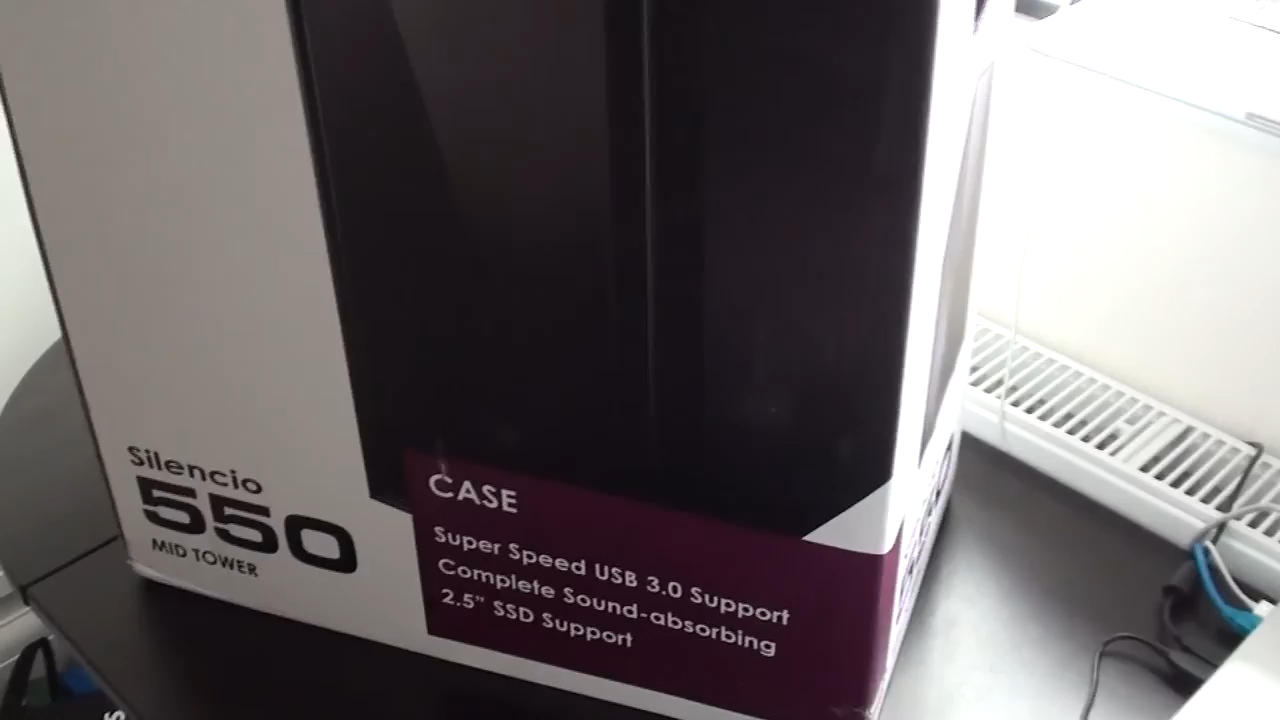 Silencio
550
MID TOWER
CASE
Super Speed USB 3.0 Support
Complete Sound-absorbing
2.5" SSD Support